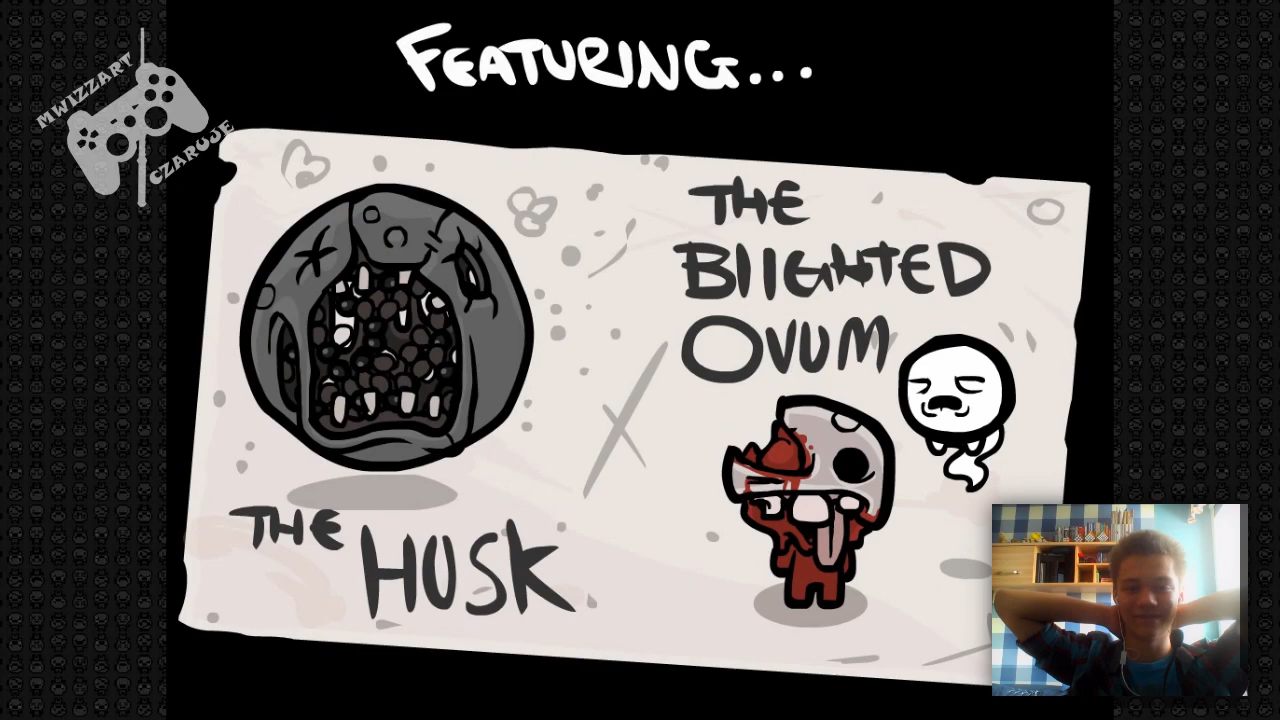 FEATURING...
MWIZZART
CZARUJE
THE
BLIGHTED
OVUM
THE HUSK